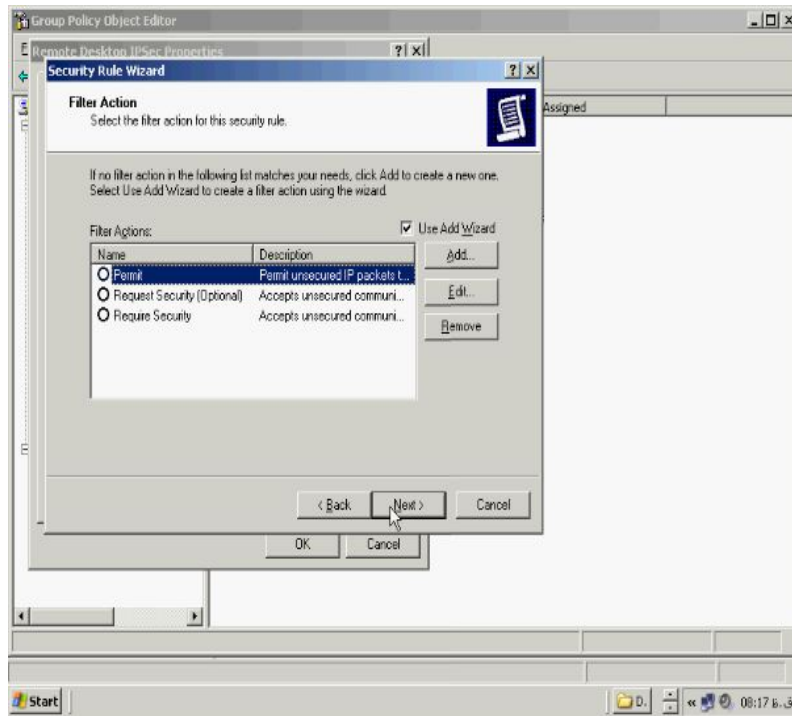 Group Policy Object Editor
Remote Desktop IPSec Properties
Security Rule Wizard
Filter Action
Select the filter action for this security rule.
Assigned
If no filter action in the following list matches your needs, click Add to create a new one.
Select Use Add Wizard to create a filter action using the wizard.
Filter Actions:
Use Add Wizard
Name Description
Permit Permit unsecured IP packets t...
Request Security (Optional) Accepts unsecured communi...
Require Security Accepts unsecured communi...
Add...
Edit...
Remove
< Back Next > Cancel
OK Cancel
Start D. « 08:17 ق.ظ